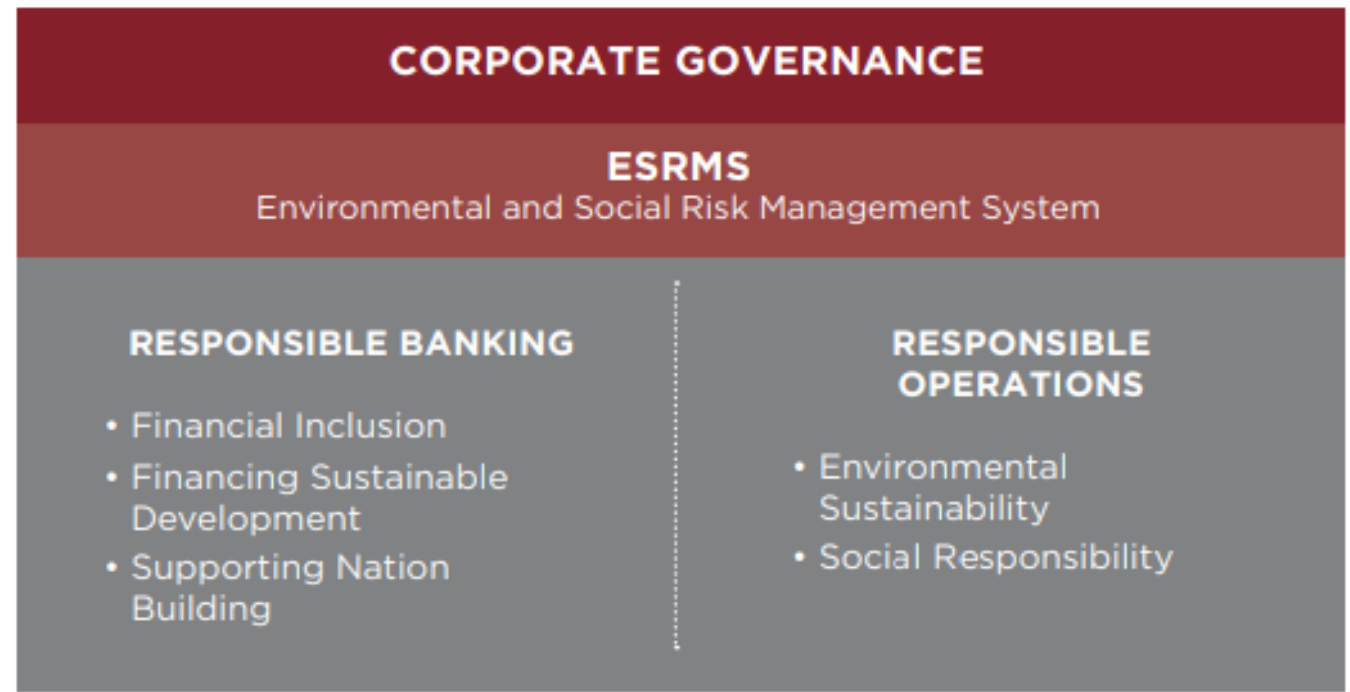 CORPORATE GOVERNANCE
ESRMS
Environmental and Social Risk Management System
RESPONSIBLE BANKING
• Financial Inclusion
• Financing Sustainable
Development
• Supporting Nation
Building
RESPONSIBLE
OPERATIONS
• Environmental
Sustainability
• Social Responsibility